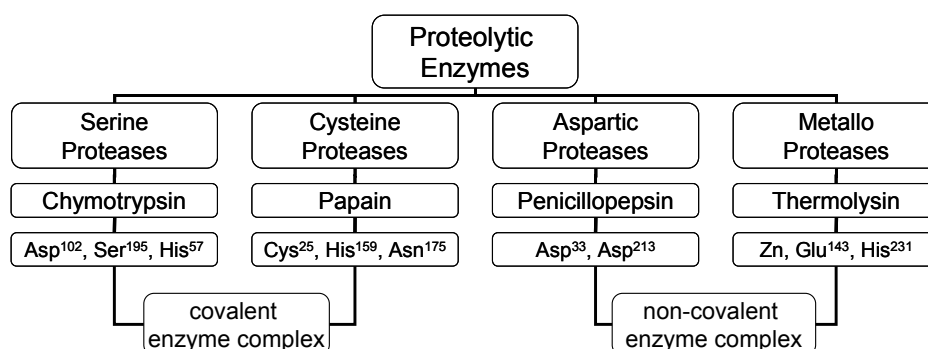 Proteolytic
Enzymes
Serine
Proteases
Cysteine
Proteases
Aspartic
Proteases
Metallo
Proteases
Chymotrypsin
Papain
Penicillopepsin
Thermolysin
Asp¹⁰², Ser¹⁹⁵, His⁵⁷
Cys²⁵, His¹⁵⁹, Asn¹⁷⁵
Asp³³, Asp²¹³
Zn, Glu¹⁴³, His²³¹
covalent
enzyme complex
non-covalent
enzyme complex